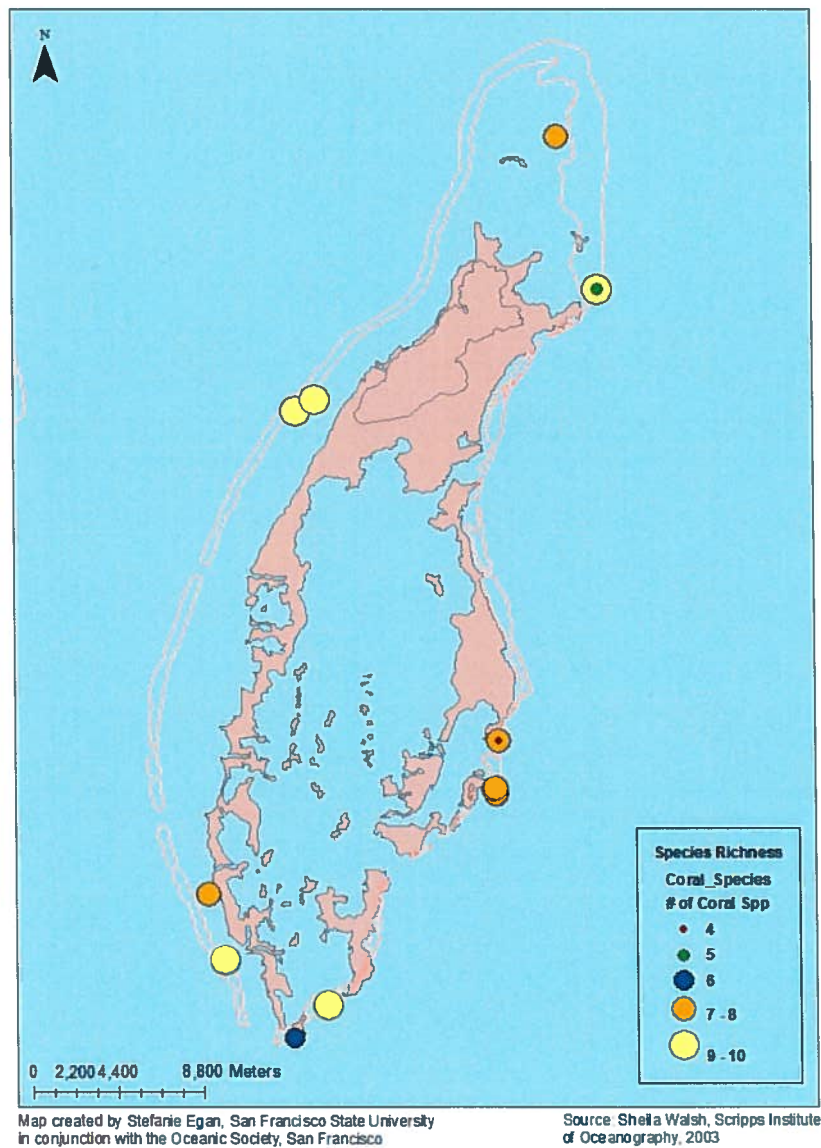 N
Species Richness
Coral_Species
# of Coral Spp
4
5
6
7 - 8
9 - 10
0 2,200 4,400 8,800 Meters
Map created by Stefanie Egan, San Francisco State University
in conjunction with the Oceanic Society, San Francisco
Source: Sheila Walsh, Scripps Institute
of Oceanography, 2003